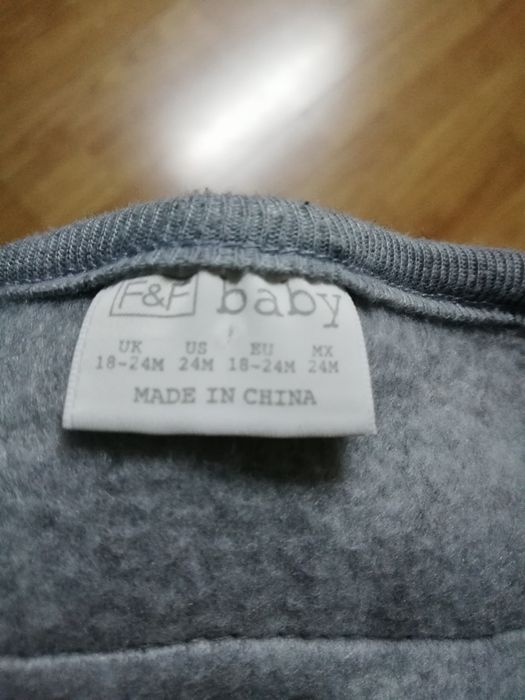 F&F baby
UK US EU MX
18-24M 24M 18-24M 24M
MADE IN CHINA